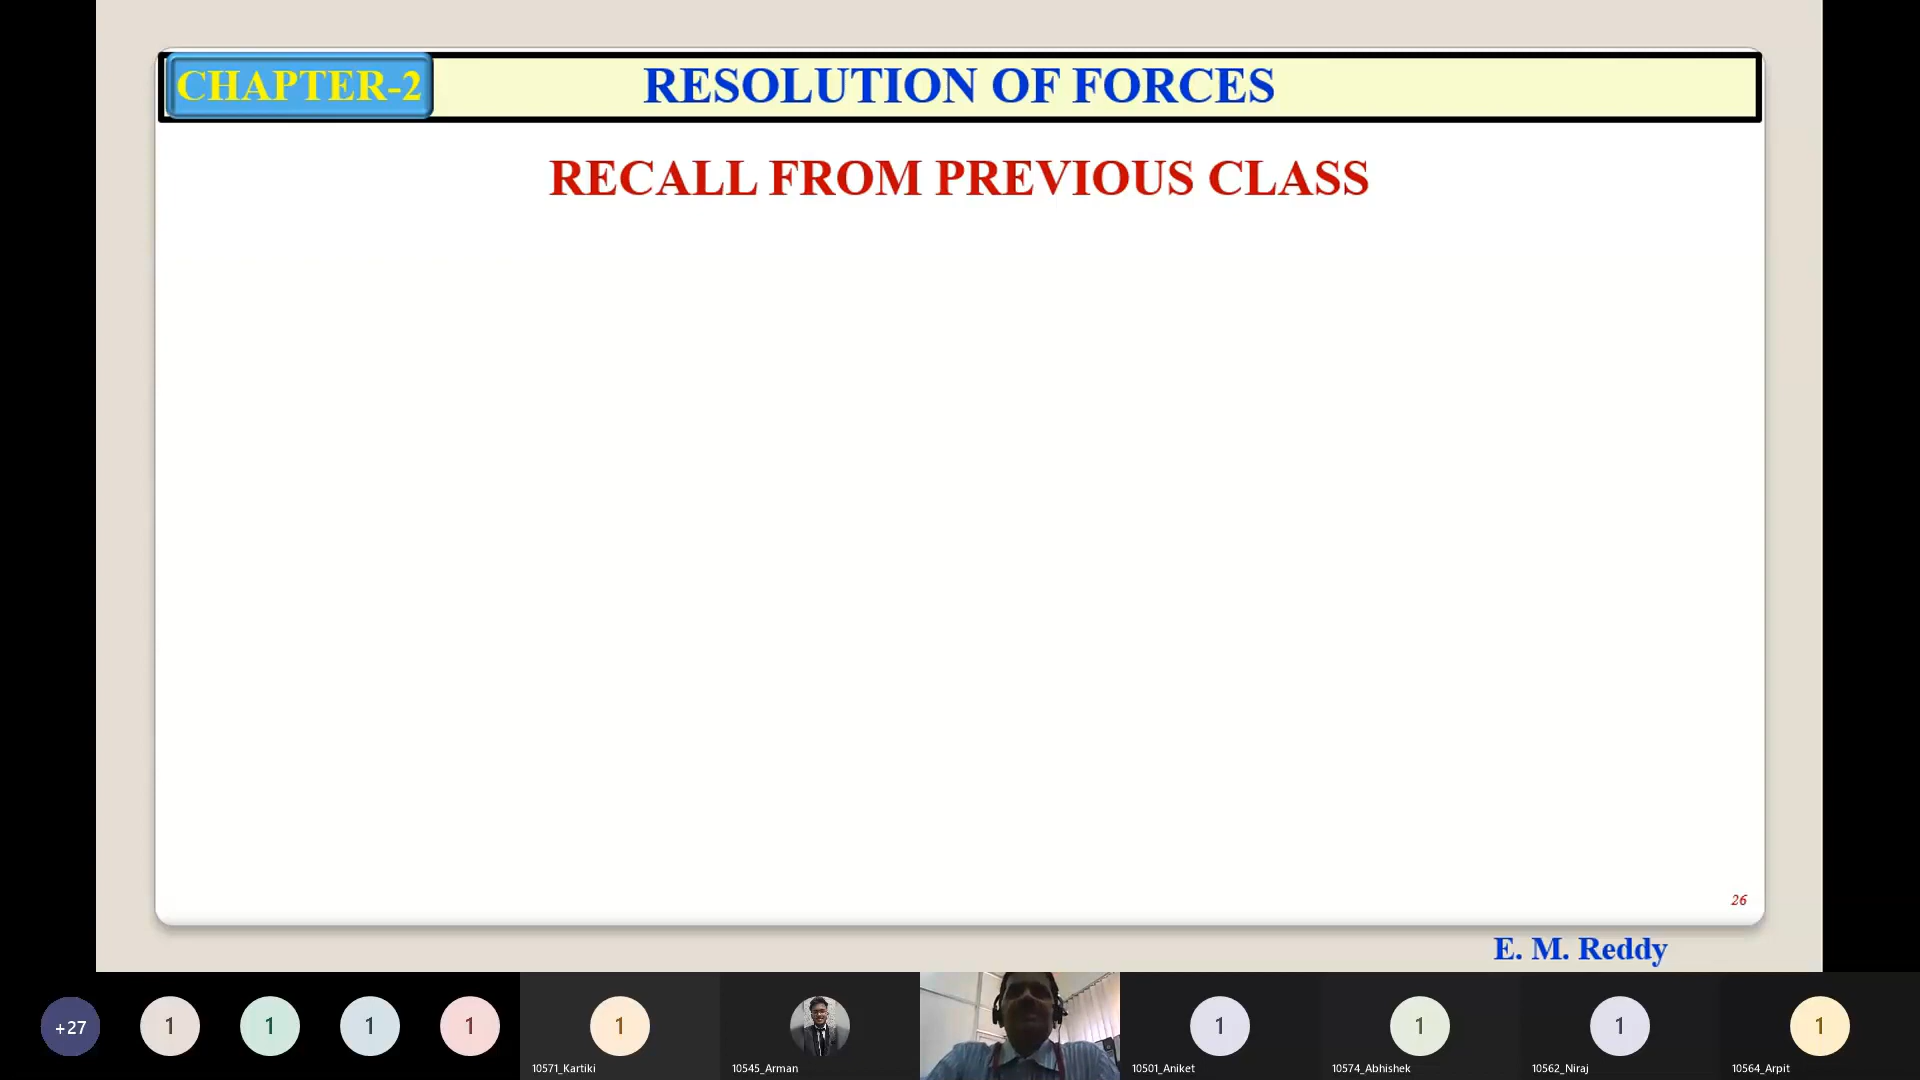 CHAPTER-2
RESOLUTION OF FORCES
RECALL FROM PREVIOUS CLASS
26
E. M. Reddy
+27
1
1
1
1
1
1
1
1
1
10571_Kartiki
10545_Arman
10501_Aniket
10574_Abhishek
10562_Niraj
10564_Arpit